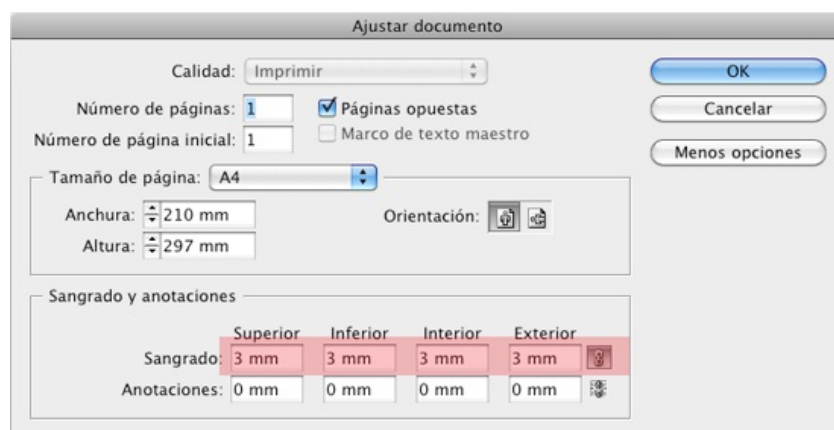 Ajustar documento
Calidad: Imprimir
OK
Número de páginas: 1
Páginas opuestas
Cancelar
Número de página inicial: 1
Marco de texto maestro
Menos opciones
Tamaño de página: A4
Anchura: 210 mm
Orientación:
Altura: 297 mm
Sangrado y anotaciones
Superior Inferior Interior Exterior
Sangrado: 3 mm 3 mm 3 mm 3 mm
Anotaciones: 0 mm 0 mm 0 mm 0 mm